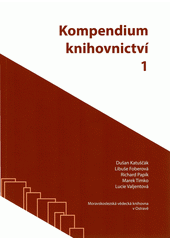 Kompendium
knihovnictví
1
Dušan Katuščák
Libuše Foberová
Richard Papík
Marek Timko
Lucie Valjentová
Moravskoslezská vědecká knihovna
v Ostravě